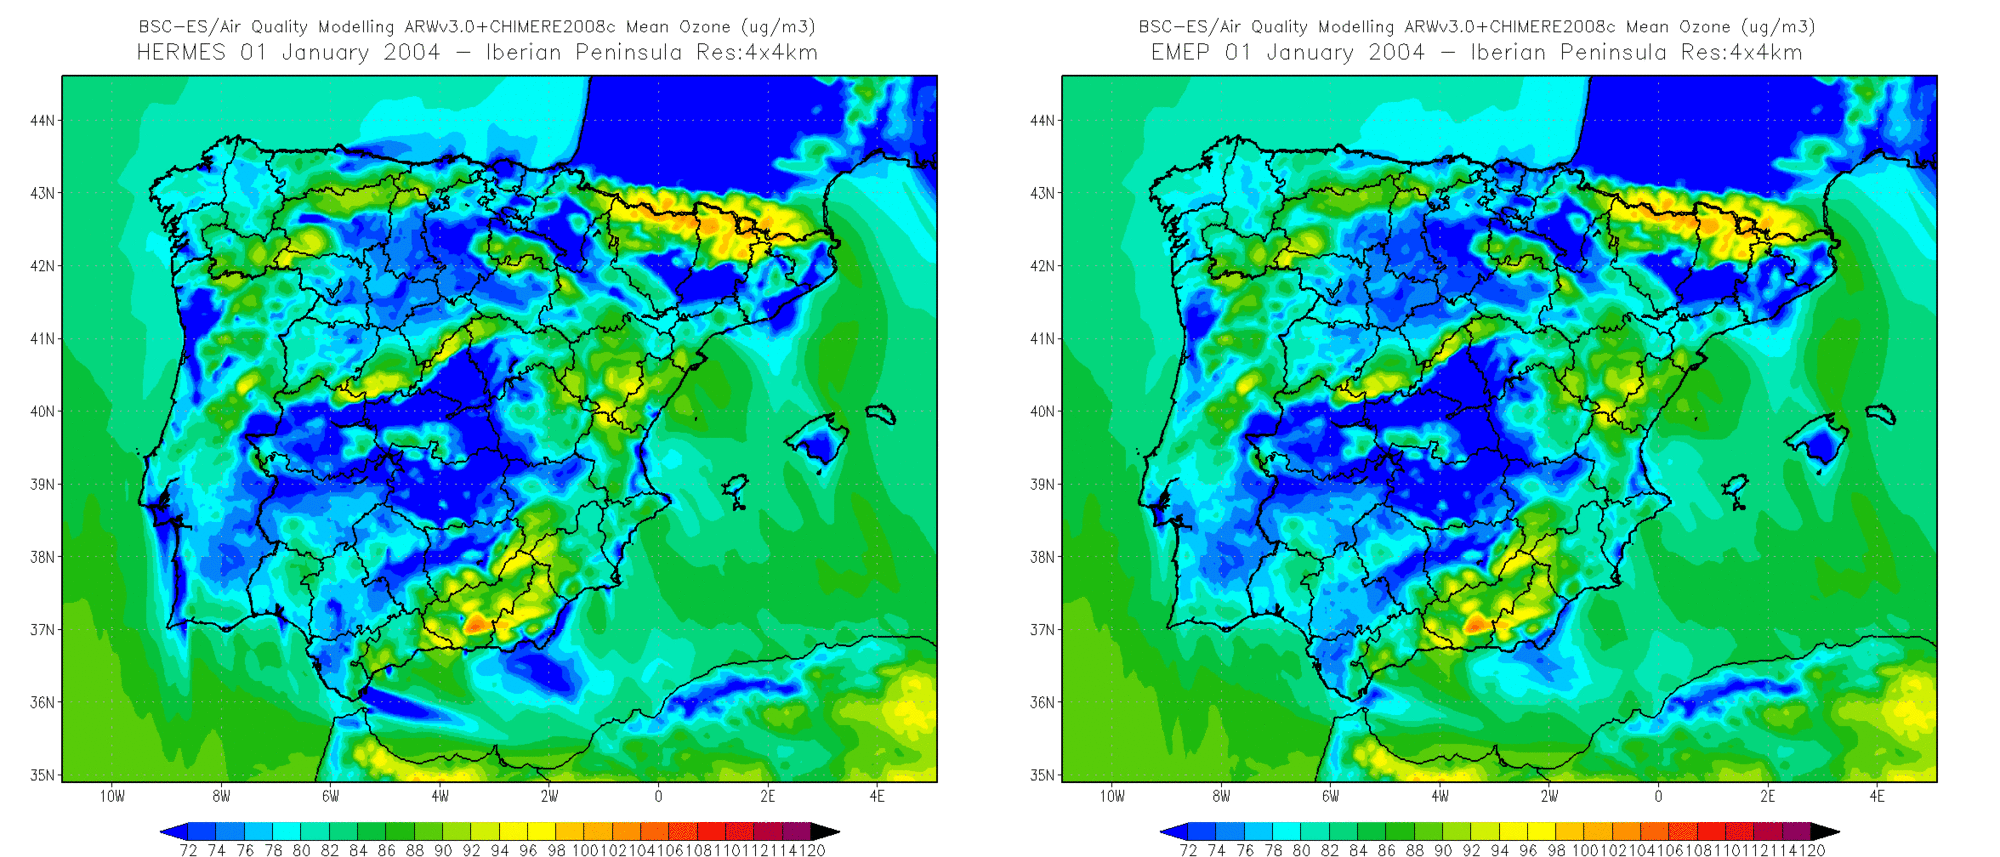 BSC-ES/Air Quality Modelling ARWv3.0+CHIMERE2008c Mean Ozone (ug/m3)
HERMES 01 January 2004 - Iberian Peninsula Res:4x4km
44N
43N
42N
41N
40N
39N
38N
37N
36N
35N
10W 8W 6W 4W 2W 0 2E 4E
72 74 76 78 80 82 84 86 88 90 92 94 96 98 100 102 104 106 108 110 112 114 120
BSC-ES/Air Quality Modelling ARWv3.0+CHIMERE2008c Mean Ozone (ug/m3)
EMEP 01 January 2004 - Iberian Peninsula Res:4x4km
44N
43N
42N
41N
40N
39N
38N
37N
36N
35N
10W 8W 6W 4W 2W 0 2E 4E
72 74 76 78 80 82 84 86 88 90 92 94 96 98 100 102 104 106 108 110 112 114 120